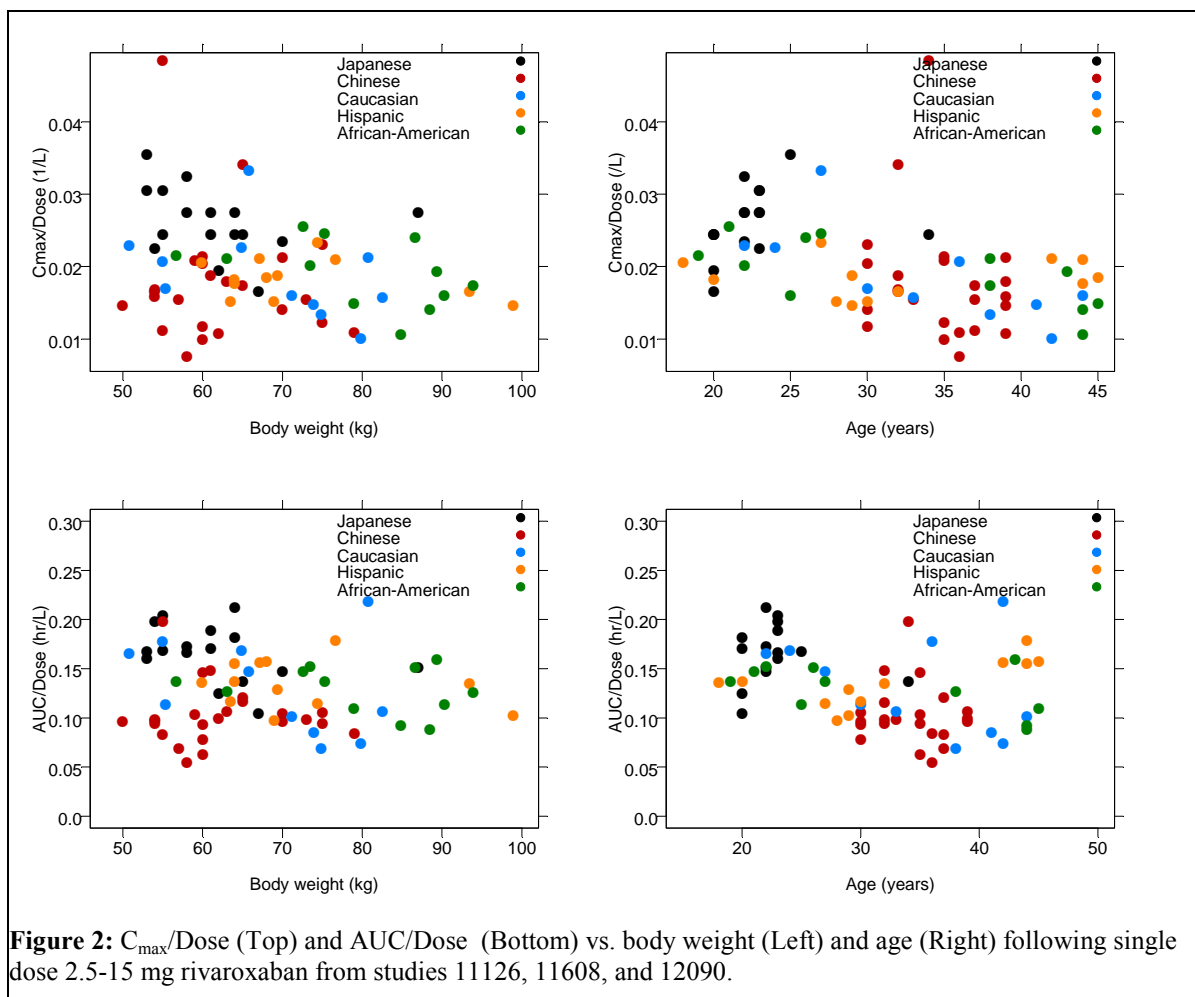 Japanese
Chinese
Caucasian
Hispanic
African-American
Cmax/Dose (1/L)
0.04
0.03
0.02
0.01
50 60 70 80 90 100
Body weight (kg)
Japanese
Chinese
Caucasian
Hispanic
African-American
Cmax/Dose (/L)
0.04
0.03
0.02
0.01
20 25 30 35 40 45
Age (years)
Japanese
Chinese
Caucasian
Hispanic
African-American
AUC/Dose (hr/L)
0.30
0.25
0.20
0.15
0.10
0.05
0.0
50 60 70 80 90 100
Body weight (kg)
Japanese
Chinese
Caucasian
Hispanic
African-American
AUC/Dose (hr/L)
0.30
0.25
0.20
0.15
0.10
0.05
0.0
20 30 40 50
Age (years)
Figure 2: Cmax/Dose (Top) and AUC/Dose (Bottom) vs. body weight (Left) and age (Right) following single
dose 2.5-15 mg rivaroxaban from studies 11126, 11608, and 12090.